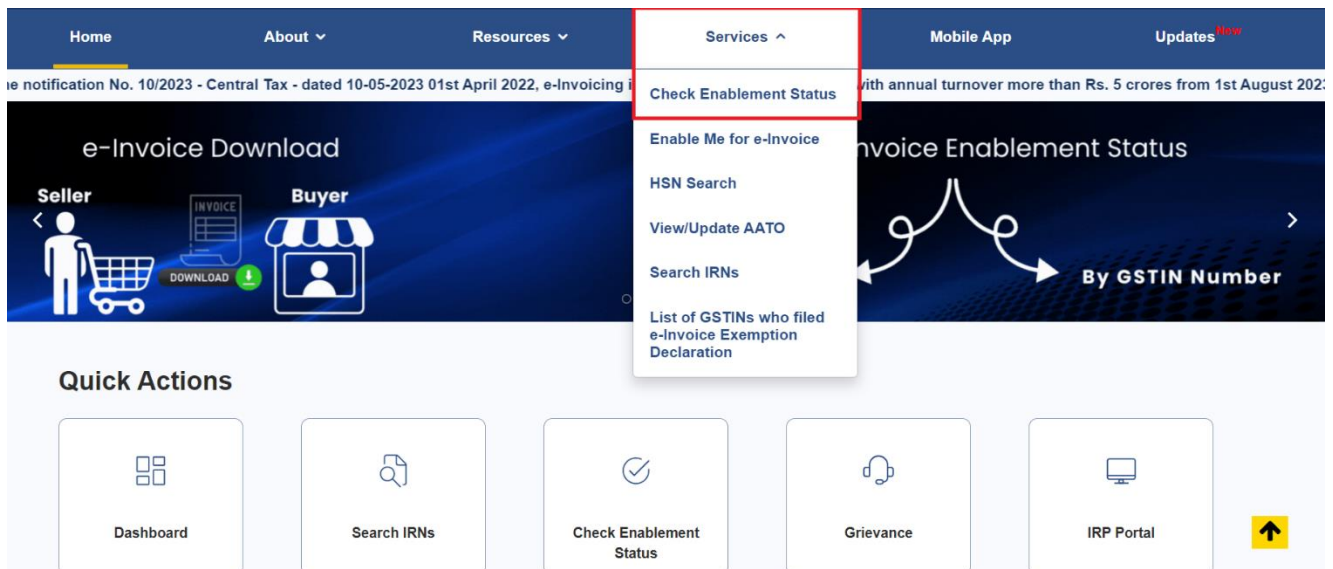 Home
About
Resources
Services
Mobile App
Updates New
notification No. 10/2023 - Central Tax - dated 10-05-2023 01st April 2022, e-Invoicing
with annual turnover more than Rs. 5 crores from 1st August 2023
Check Enablement Status
Enable Me for e-Invoice
HSN Search
View/Update AATO
Search IRNs
List of GSTINs who filed
e-Invoice Exemption
Declaration
e-Invoice Download
Seller
INVOICE
Buyer
DOWNLOAD
nvoice Enablement Status
By GSTIN Number
Quick Actions
Dashboard
Search IRNs
Check Enablement
Status
Grievance
IRP Portal